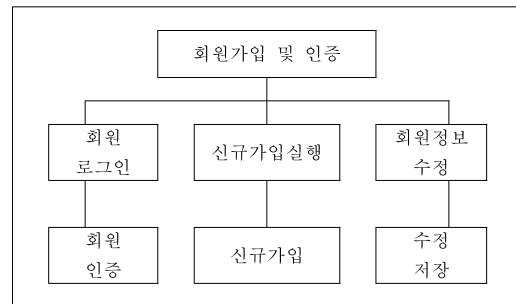 회원가입 및 인증
회원
로그인
신규가입실행
회원정보
수정
회원
인증
신규가입
수정
저장